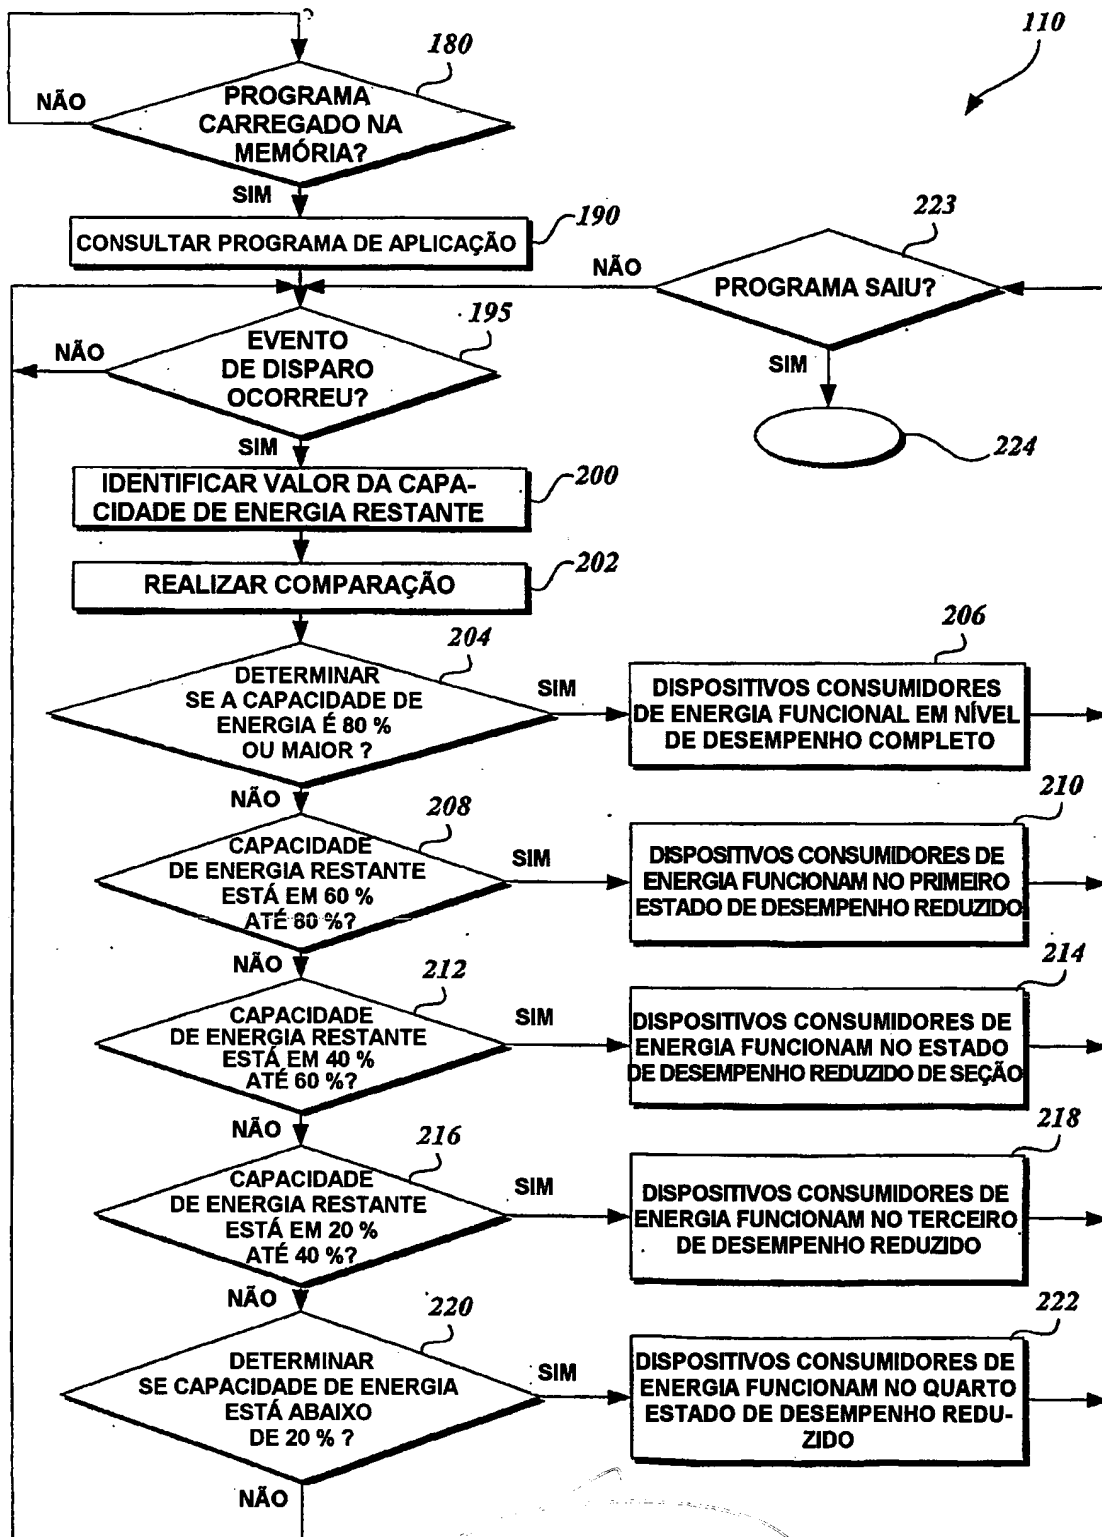 110
180
NÃO
PROGRAMA
CARREGADO NA
MEMÓRIA?
SIM
190
CONSULTAR PROGRAMA DE APLICAÇÃO
223
NÃO
PROGRAMA SAIU?
SIM
224
195
NÃO
EVENTO
DE DISPARO
OCORREU?
SIM
200
IDENTIFICAR VALOR DA CAPA-
CIDADE DE ENERGIA RESTANTE
202
REALIZAR COMPARAÇÃO
204
DETERMINAR
SE A CAPACIDADE DE
ENERGIA É 80 %
OU MAIOR ?
SIM
206
DISPOSITIVOS CONSUMIDORES
DE ENERGIA FUNCIONAL EM NÍVEL
DE DESEMPENHO COMPLETO
NÃO
208
CAPACIDADE
DE ENERGIA RESTANTE
ESTÁ EM 60 %
ATÉ 80 %?
SIM
210
DISPOSITIVOS CONSUMIDORES DE
ENERGIA FUNCIONAM NO PRIMEIRO
ESTADO DE DESEMPENHO REDUZIDO
NÃO
212
CAPACIDADE
DE ENERGIA RESTANTE
ESTÁ EM 40 %
ATÉ 60 %?
SIM
214
DISPOSITIVOS CONSUMIDORES DE
ENERGIA FUNCIONAM NO ESTADO
DE DESEMPENHO REDUZIDO DE SEÇÃO
NÃO
216
CAPACIDADE
DE ENERGIA RESTANTE
ESTÁ EM 20 %
ATÉ 40 %?
SIM
218
DISPOSITIVOS CONSUMIDORES DE
ENERGIA FUNCIONAM NO TERCEIRO
DE DESEMPENHO REDUZIDO
NÃO
220
DETERMINAR
SE CAPACIDADE DE ENERGIA
ESTÁ ABAIXO
DE 20 % ?
SIM
222
DISPOSITIVOS CONSUMIDORES DE
ENERGIA FUNCIONAM NO QUARTO
ESTADO DE DESEMPENHO REDU-
ZIDO
NÃO